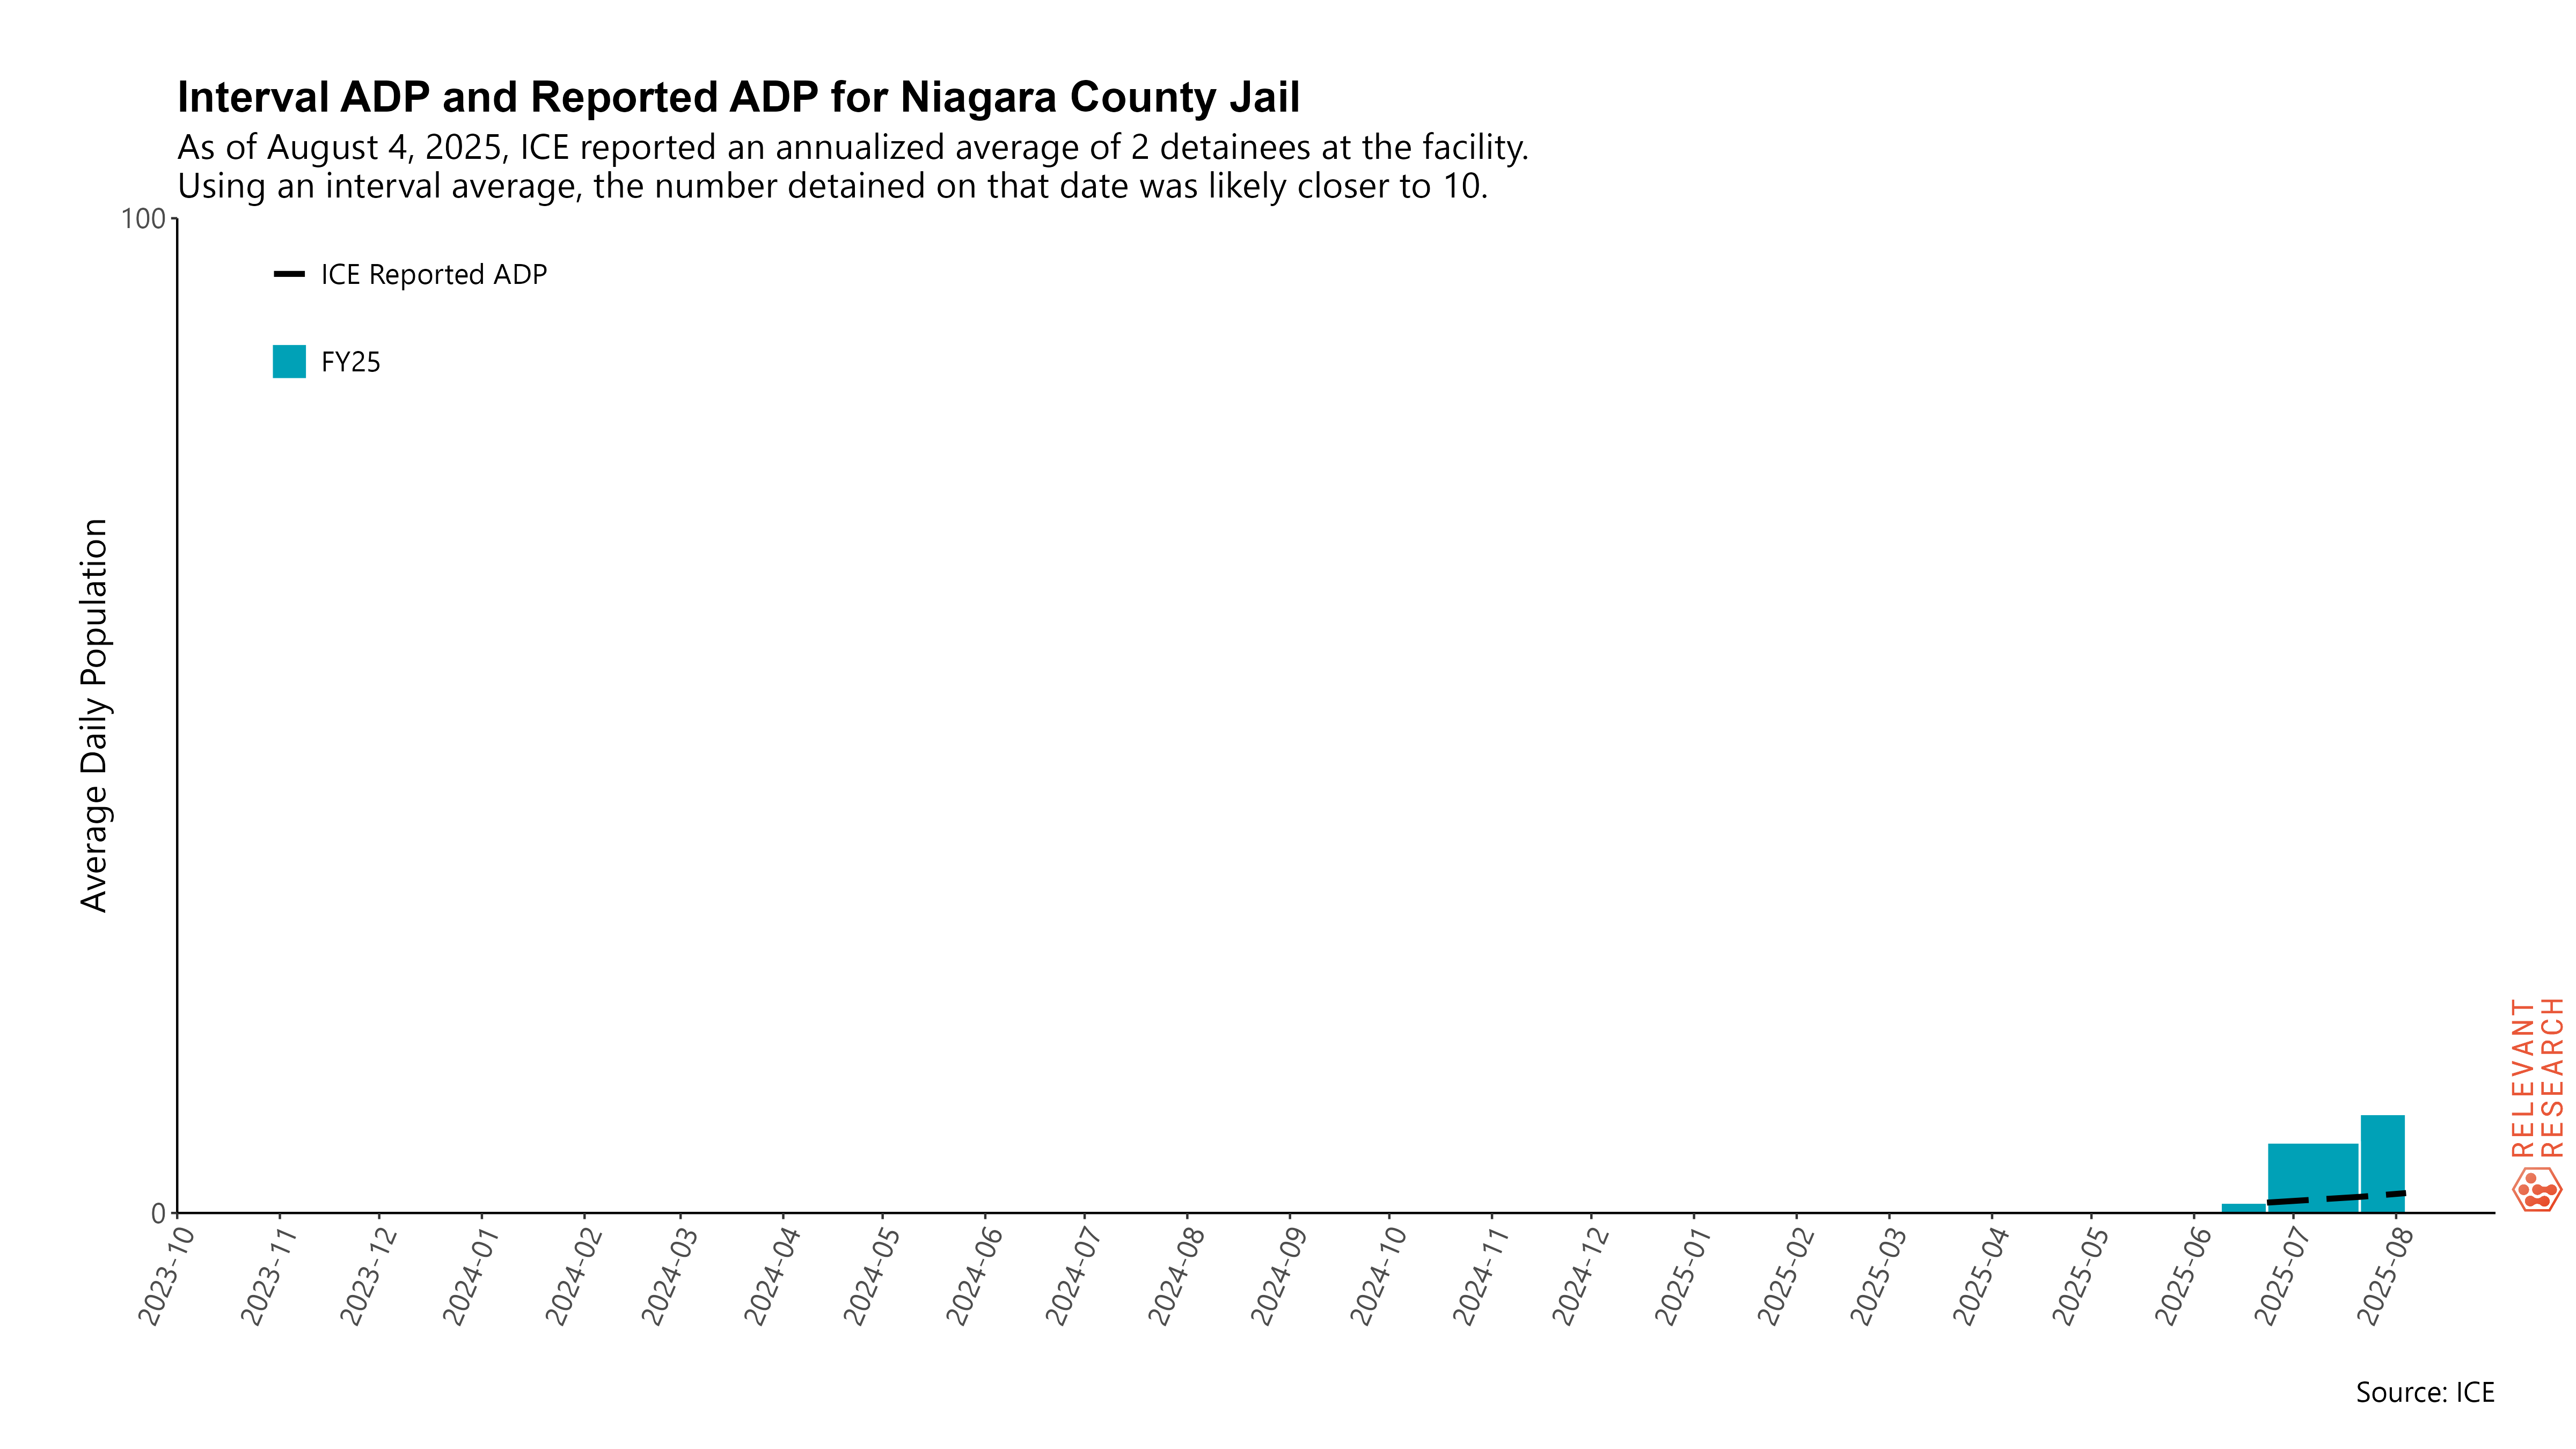 Interval ADP and Reported ADP for Niagara County Jail
As of August 4, 2025, ICE reported an annualized average of 2 detainees at the facility.
Using an interval average, the number detained on that date was likely closer to 10.
100
ICE Reported ADP
FY25
Average Daily Population
0
2023-10
2023-11
2023-12
2024-01
2024-02
2024-03
2024-04
2024-05
2024-06
2024-07
2024-08
2024-09
2024-10
2024-11
2024-12
2025-01
2025-02
2025-03
2025-04
2025-05
2025-06
2025-07
2025-08
RELEVANT
RESEARCH
Source: ICE